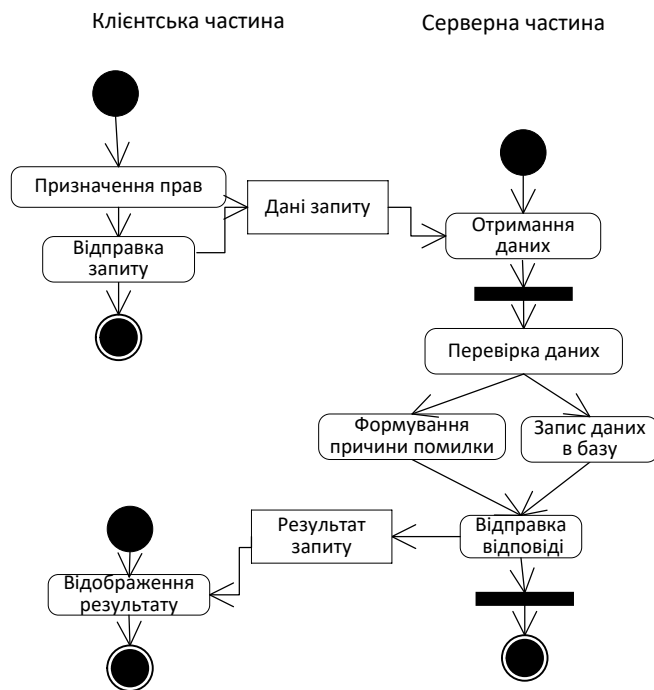 Клієнтська частина
Серверна частина
Призначення прав
Дані запиту
Відправка
запиту
Отримання
даних
Перевірка даних
Формування
причини помилки
Запис даних
в базу
Результат
запиту
Відправка
відповіді
Відображення
результату